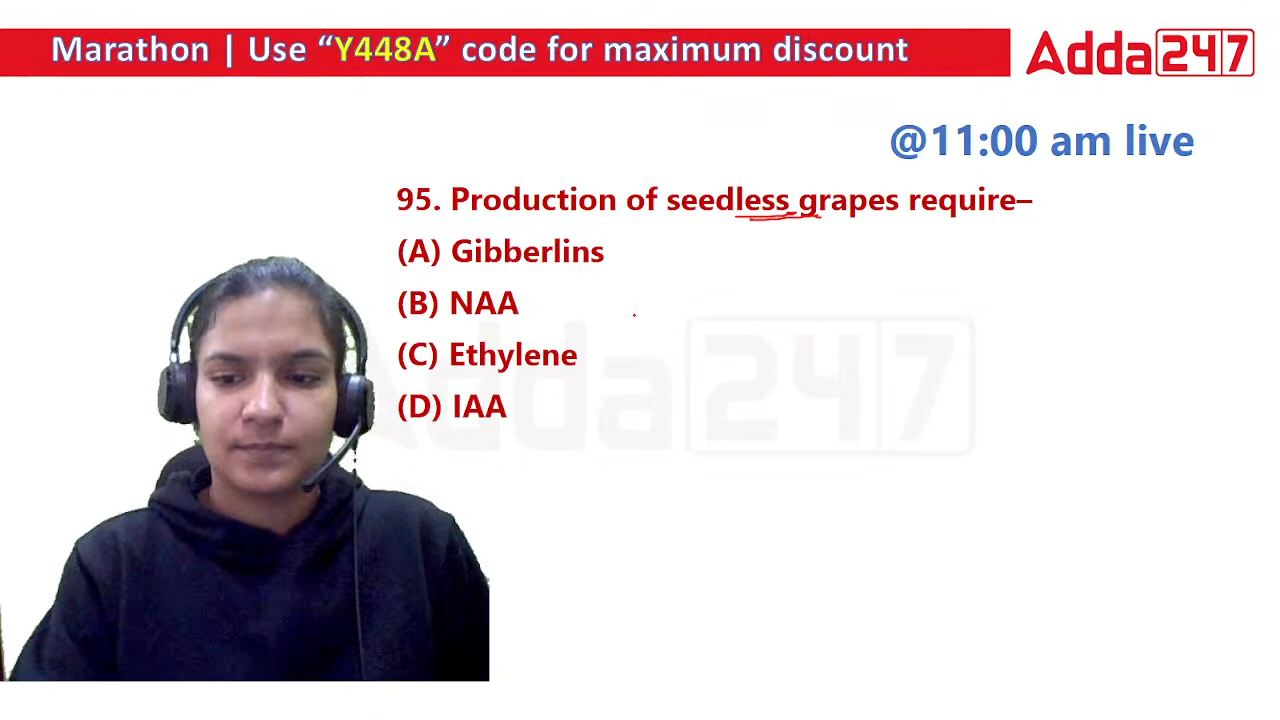 Marathon | Use “Y448A” code for maximum discount
Adda247
@11:00 am live
95. Production of seedless grapes require–
(A) Gibberlins
(B) NAA
(C) Ethylene
(D) IAA
Adda247